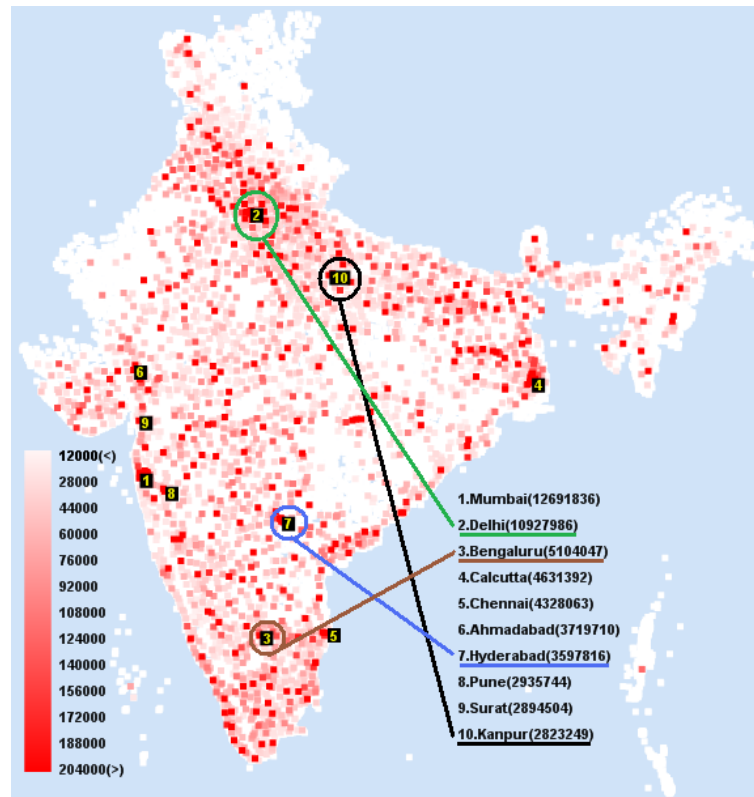 2
10
6
4
9
1
8
7
3
5
12000(<)
28000
44000
60000
76000
92000
108000
124000
140000
156000
172000
188000
204000(>)
1.Mumbai(12691836)
2.Delhi(10927986)
3.Bengaluru(5104047)
4.Calcutta(4631392)
5.Chennai(4328063)
6.Ahmadabad(3719710)
7.Hyderabad(3597816)
8.Pune(2935744)
9.Surat(2894504)
10.Kanpur(2823249)